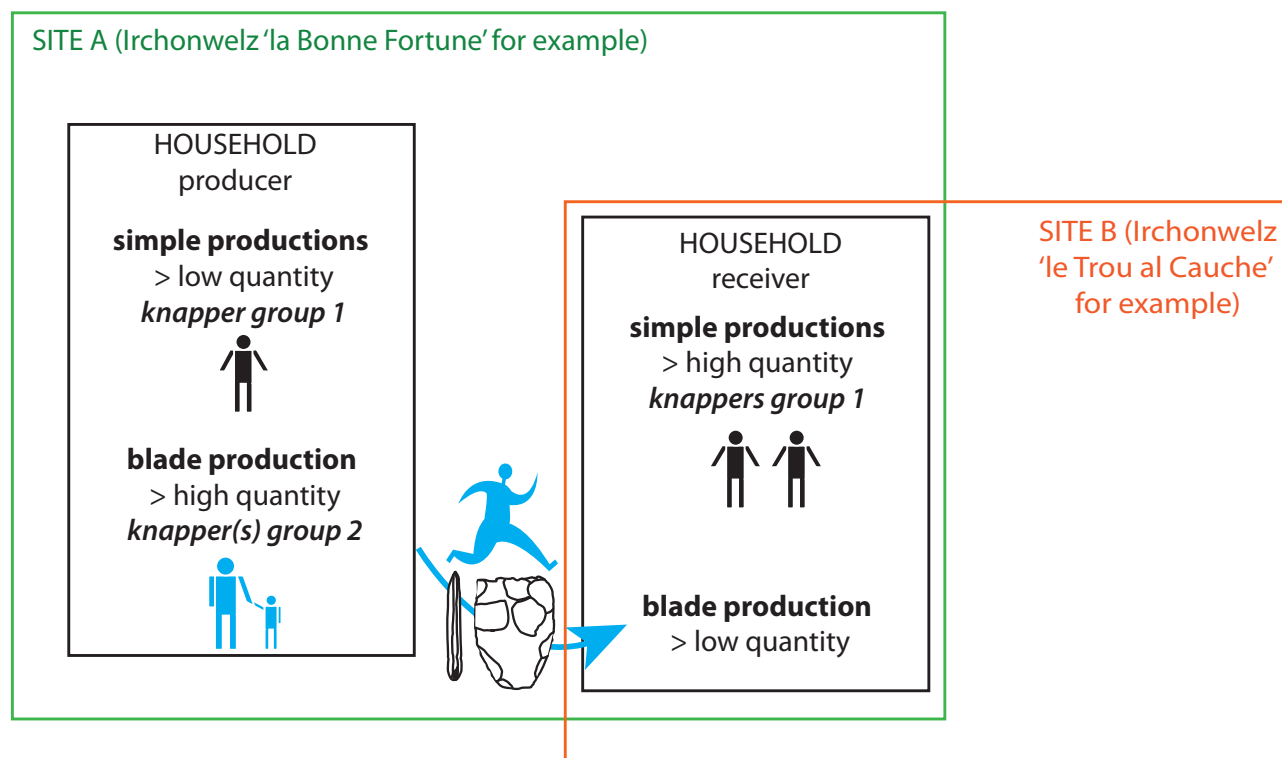 SITE A (Irchonwelz ‘la Bonne Fortune’ for example)
HOUSEHOLD
producer
simple productions
> low quantity
knapper group 1
blade production
> high quantity
knapper(s) group 2
HOUSEHOLD
receiver
simple productions
> high quantity
knappers group 1
blade production
> low quantity
SITE B (Irchonwelz
‘le Trou al Cauche’
for example)